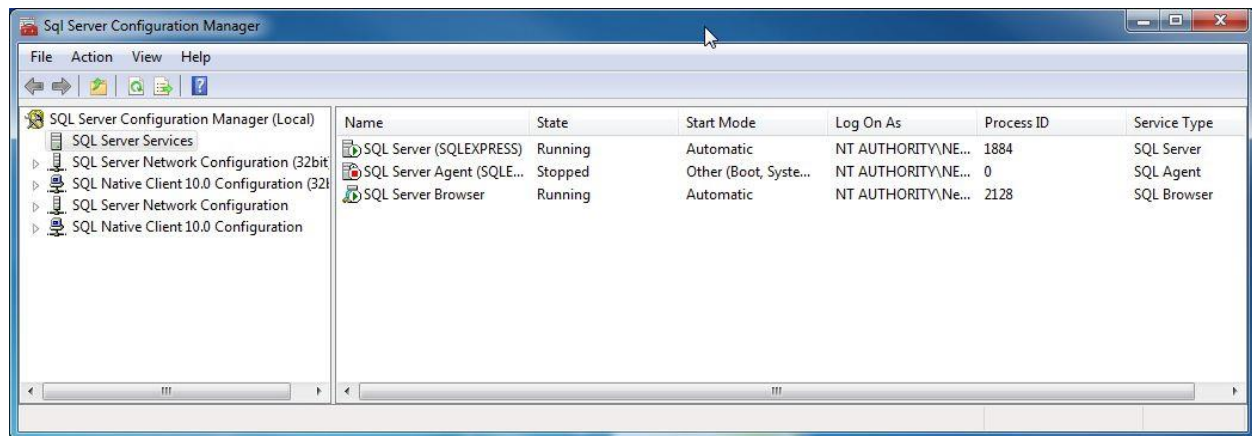 Sql Server Configuration Manager
File Action View Help
SQL Server Configuration Manager (Local)
SQL Server Services
SQL Server Network Configuration (32bit
SQL Native Client 10.0 Configuration (32b
SQL Server Network Configuration
SQL Native Client 10.0 Configuration
Name State Start Mode Log On As Process ID Service Type
SQL Server (SQLEXPRESS) Running Automatic NT AUTHORITY\NE... 1884 SQL Server
SQL Server Agent (SQLE... Stopped Other (Boot, Syste... NT AUTHORITY\NE... 0 SQL Agent
SQL Server Browser Running Automatic NT AUTHORITY\Ne... 2128 SQL Browser